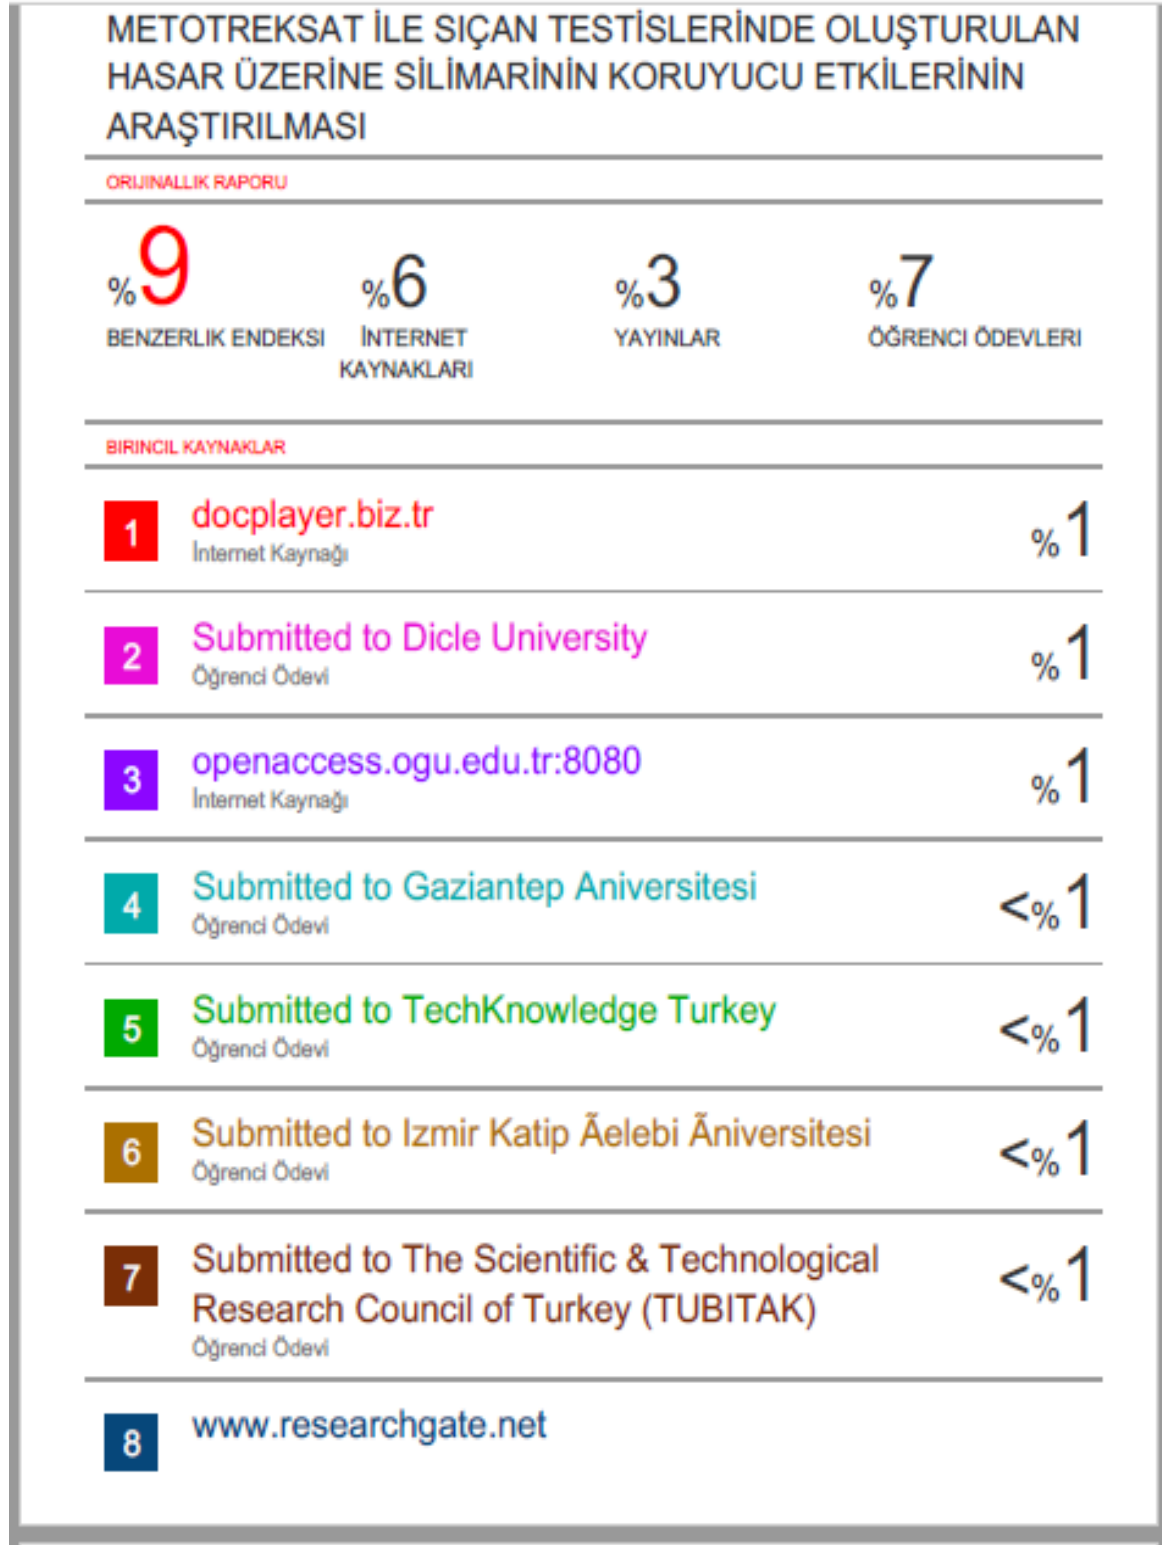 METOTREKSAT İLE SIÇAN TESTİSLERİNDE OLUŞTURULAN
HASAR ÜZERİNE SİLİMARİNİN KORUYUCU ETKİLERİNİN
ARAŞTIRILMASI
ORIJINALLIK RAPORU
%9 %6 %3 %7
BENZERLIK ENDEKSI İNTERNET YAYINLAR ÖĞRENCI ÖDEVLERI
KAYNAKLARI
BIRINCIL KAYNAKLAR
1 docplayer.biz.tr %1
İnternet Kaynağı
2 Submitted to Dicle University %1
Öğrenci Ödevi
3 openaccess.ogu.edu.tr:8080 %1
İnternet Kaynağı
4 Submitted to Gaziantep Aniversitesi <%1
Öğrenci Ödevi
5 Submitted to TechKnowledge Turkey <%1
Öğrenci Ödevi
6 Submitted to Izmir Katip Ãelebi Ãniversitesi <%1
Öğrenci Ödevi
7 Submitted to The Scientific & Technological <%1
Research Council of Turkey (TUBITAK)
Öğrenci Ödevi
8 www.researchgate.net